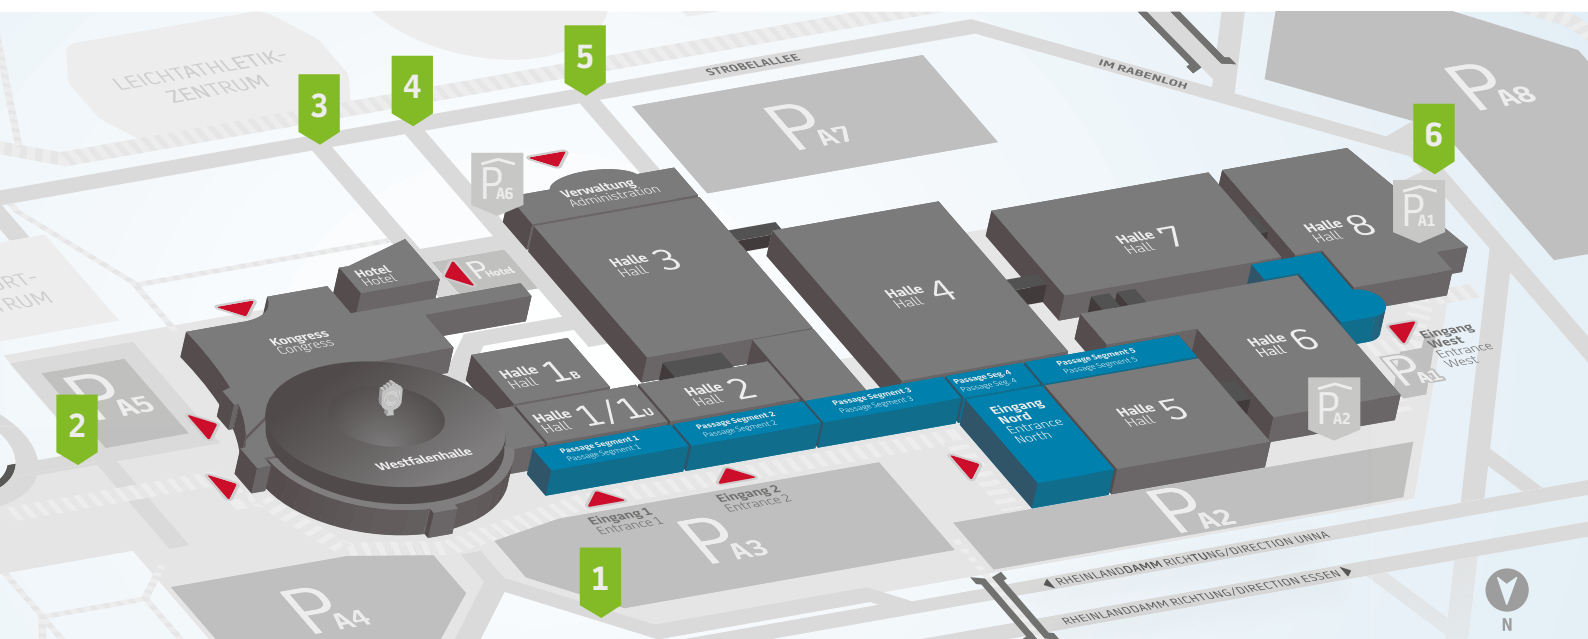 LEICHTATHLETIK-
ZENTRUM
3
4
5
STROBELALLEE
IM RABENLOH
P A8
P A7
6
P A6
Verwaltung
Administration
P A1
Halle
Hall 3
Halle
Hall 7
Halle
Hall 8
Hotel
Hotel
P Hotel
Halle
Hall 4
ORT-
TRUM
Kongress
Congress
Halle
Hall 6
Eingang
West
Entrance
West
P A1
Halle
Hall 1B
Halle
Hall 1/1U
Halle
Hall 2
Passage Segment 5
Passage Segment 5
Passage Seg. 4
Passage Seg. 4
Passage Segment 3
Passage Segment 3
Passage Segment 2
Passage Segment 2
Passage Segment 1
Passage Segment 1
Eingang
Nord
Entrance
North
Halle
Hall 5
P A2
P A5
2
Westfalenhalle
Eingang 1
Entrance 1
Eingang 2
Entrance 2
P A3
P A2
1
P A4
RHEINLANDDAMM RICHTUNG/DIRECTION UNNA
RHEINLANDDAMM RICHTUNG/DIRECTION ESSEN
N